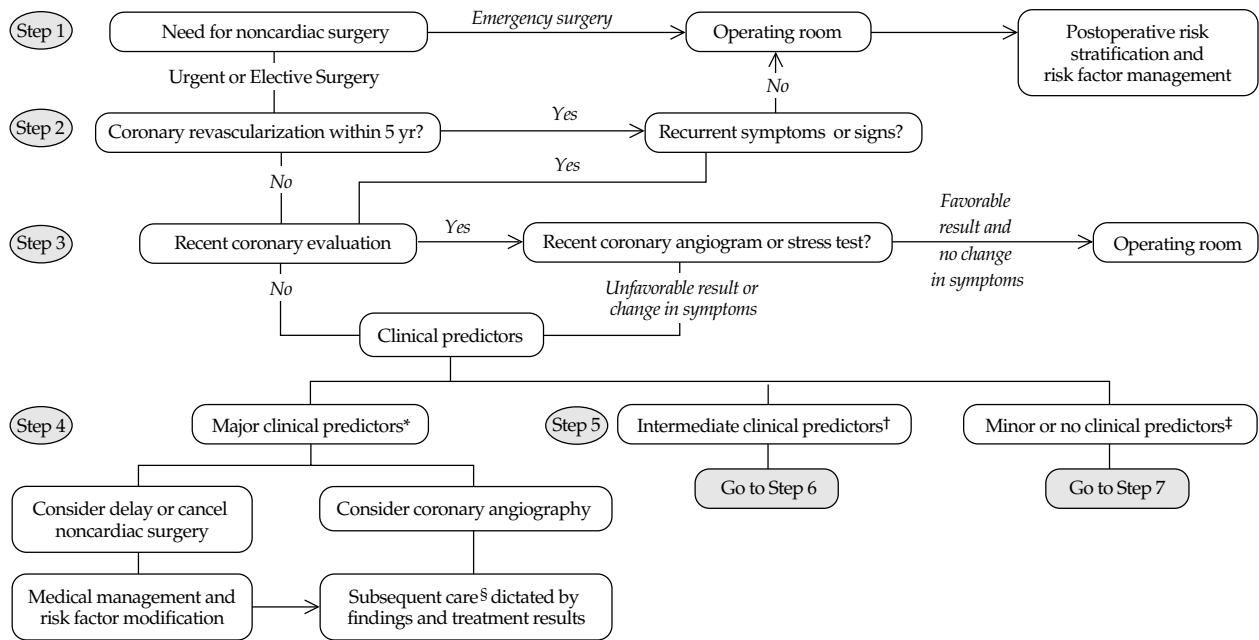 Step 1
Need for noncardiac surgery
Emergency surgery
Operating room
Postoperative risk
stratification and
risk factor management
Urgent or Elective Surgery
No
Step 2
Coronary revascularization within 5 yr?
Yes
Recurrent symptoms or signs?
No
Yes
Step 3
Recent coronary evaluation
Yes
Recent coronary angiogram or stress test?
Favorable
result and
no change
in symptoms
Operating room
No
Unfavorable result or
change in symptoms
Clinical predictors
Step 4
Major clinical predictors*
Step 5
Intermediate clinical predictors†
Minor or no clinical predictors‡
Go to Step 6
Go to Step 7
Consider delay or cancel
noncardiac surgery
Consider coronary angiography
Medical management and
risk factor modification
Subsequent care§ dictated by
findings and treatment results